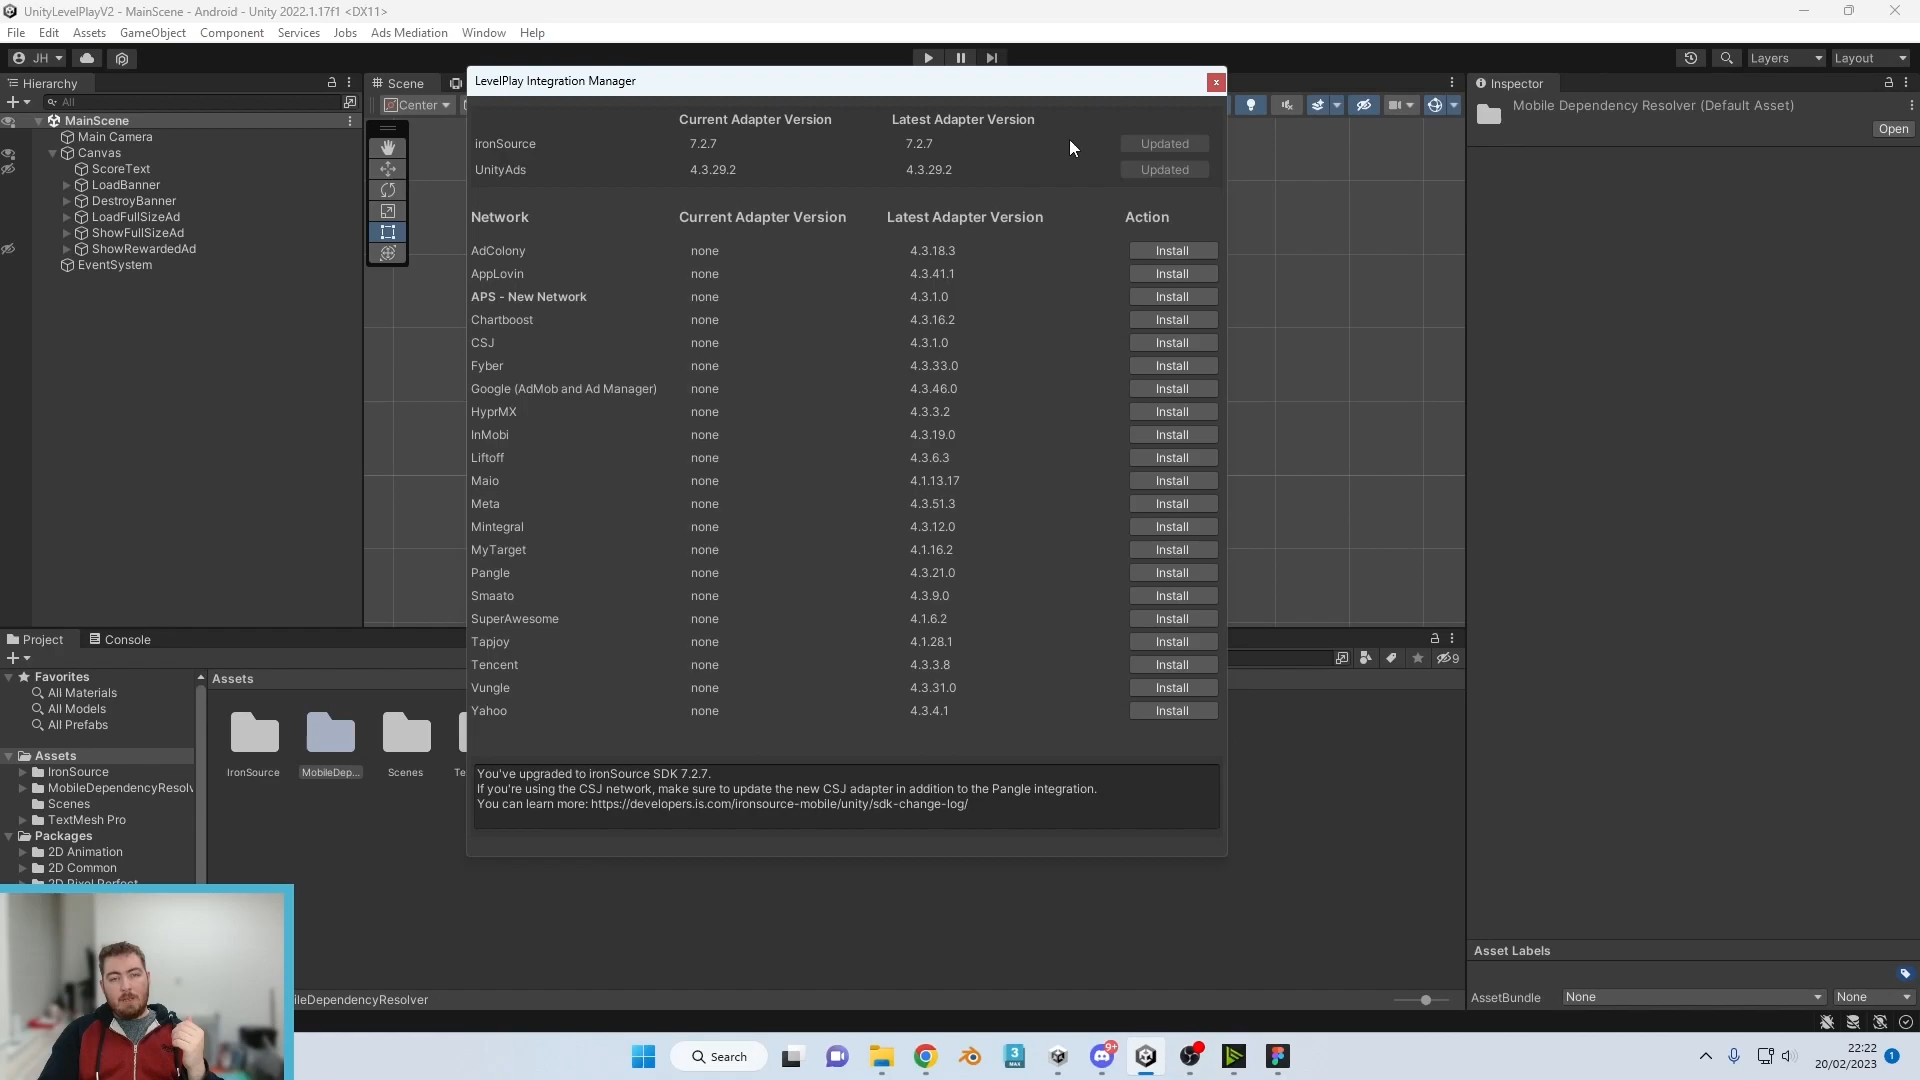 UnityLevelPlayV2 - MainScene - Android - Unity 2022.1.17f1 <DX11>
File Edit Assets GameObject Component Services Jobs Ads Mediation Window Help
JH
Layers
Layout
Hierarchy
All
MainScene
Main Camera
Canvas
ScoreText
LoadBanner
DestroyBanner
LoadFullSizeAd
ShowFullSizeAd
ShowRewardedAd
EventSystem
Scene
Center
LevelPlay Integration Manager
Current Adapter Version Latest Adapter Version
ironSource 7.2.7 7.2.7 Updated
UnityAds 4.3.29.2 4.3.29.2 Updated
Network Current Adapter Version Latest Adapter Version Action
AdColony none 4.3.18.3 Install
AppLovin none 4.3.41.1 Install
APS - New Network none 4.3.1.0 Install
Chartboost none 4.3.16.2 Install
CSJ none 4.3.1.0 Install
Fyber none 4.3.33.0 Install
Google (AdMob and Ad Manager) none 4.3.46.0 Install
HyprMX none 4.3.3.2 Install
InMobi none 4.3.19.0 Install
Liftoff none 4.3.6.3 Install
Maio none 4.1.13.17 Install
Meta none 4.3.51.3 Install
Mintegral none 4.3.12.0 Install
MyTarget none 4.1.16.2 Install
Pangle none 4.3.21.0 Install
Smaato none 4.3.9.0 Install
SuperAwesome none 4.1.6.2 Install
Tapjoy none 4.1.28.1 Install
Tencent none 4.3.3.8 Install
Vungle none 4.3.31.0 Install
Yahoo none 4.3.4.1 Install
You've upgraded to ironSource SDK 7.2.7.
If you're using the CSJ network, make sure to update the new CSJ adapter in addition to the Pangle integration.
You can learn more: https://developers.is.com/ironsource-mobile/unity/sdk-change-log/
Inspector
Mobile Dependency Resolver (Default Asset)
Open
Asset Labels
AssetBundle None None
Project Console
9
Favorites
All Materials
All Models
All Prefabs
Assets
IronSource
MobileDependencyResolv
Scenes
TextMesh Pro
Packages
2D Animation
2D Common
2D Pixel Perfect
Assets
IronSource MobileDep... Scenes Te
ileDependencyResolver
Search
3
MAX
9+
22:22
20/02/2023
1